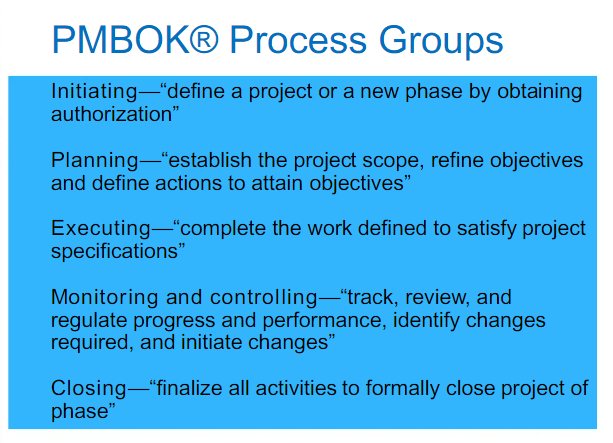 PMBOK® Process Groups
Initiating—“define a project or a new phase by obtaining
authorization”
Planning—“establish the project scope, refine objectives
and define actions to attain objectives”
Executing—“complete the work defined to satisfy project
specifications”
Monitoring and controlling—“track, review, and
regulate progress and performance, identify changes
required, and initiate changes”
Closing—“finalize all activities to formally close project of
phase”